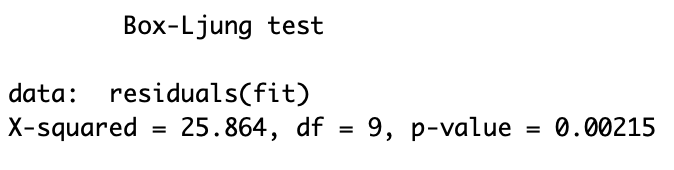 Box-Ljung test
data:  residuals(fit)
X-squared = 25.864, df = 9, p-value = 0.00215